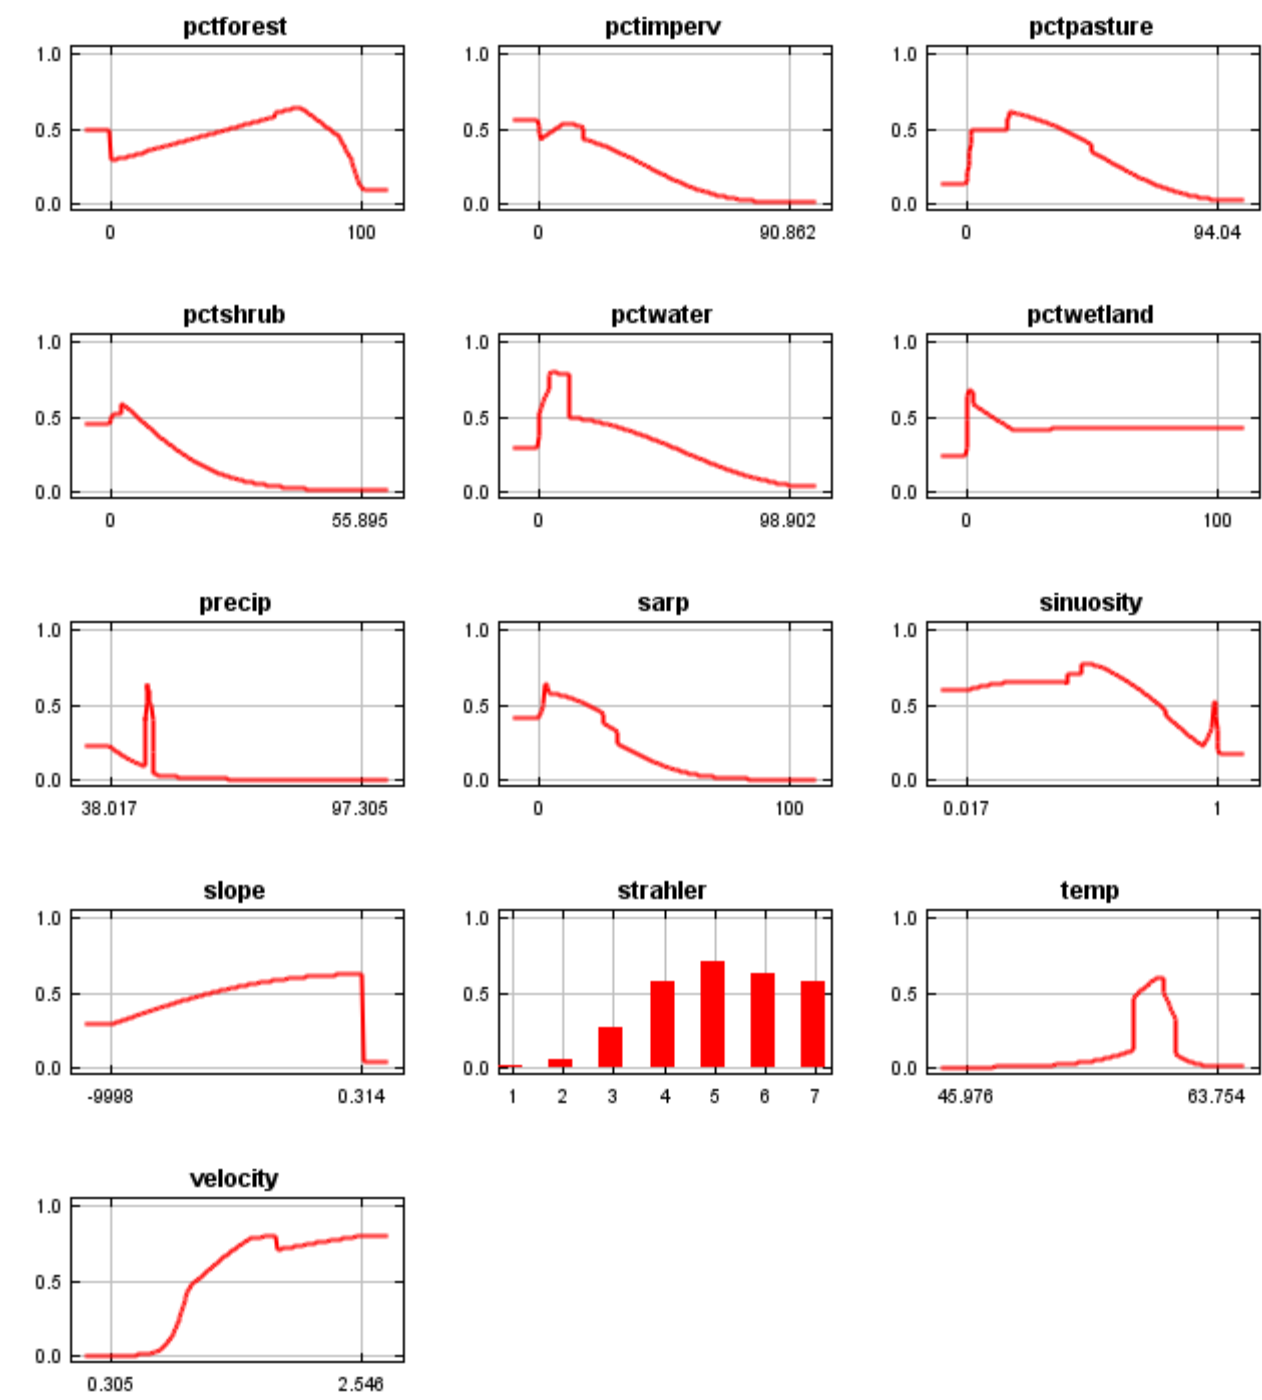 pctforest pctimperv pctpasture
1.0 1.0 1.0
0.5 0.5 0.5
0.0 0.0 0.0
0 100 0 90.862 0 94.04
pctshrub pctwater pctwetland
1.0 1.0 1.0
0.5 0.5 0.5
0.0 0.0 0.0
0 55.895 0 98.902 0 100
precip sarp sinuosity
1.0 1.0 1.0
0.5 0.5 0.5
0.0 0.0 0.0
38.017 97.305 0 100 0.017 1
slope strahler temp
1.0 1.0 1.0
0.5 0.5 0.5
0.0 0.0 0.0
-9998 0.314 1 2 3 4 5 6 7 45.976 63.754
velocity
1.0
0.5
0.0
0.305 2.546